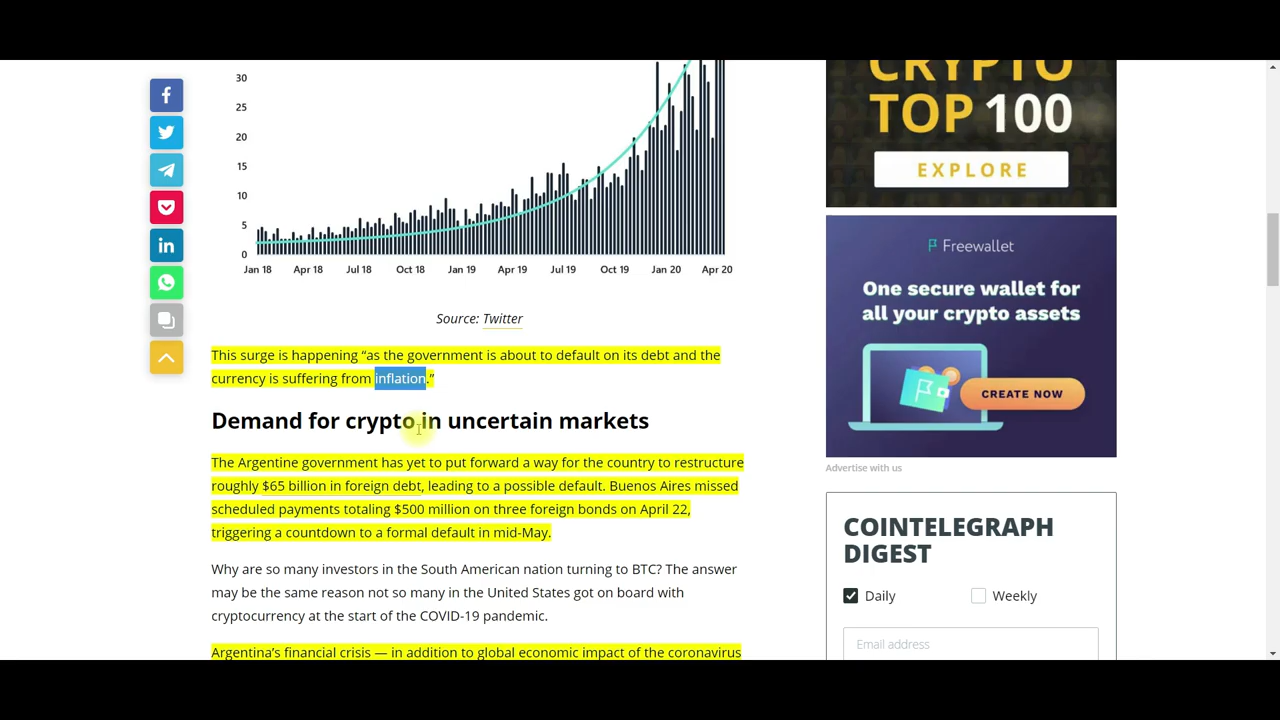 30
25
20
15
10
5
0
Jan 18 Apr 18 Jul 18 Oct 18 Jan 19 Apr 19 Jul 19 Oct 19 Jan 20 Apr 20
Source: Twitter
This surge is happening “as the government is about to default on its debt and the
currency is suffering from inflation.”
Demand for crypto in uncertain markets
The Argentine government has yet to put forward a way for the country to restructure
roughly $65 billion in foreign debt, leading to a possible default. Buenos Aires missed
scheduled payments totaling $500 million on three foreign bonds on April 22,
triggering a countdown to a formal default in mid-May.
Why are so many investors in the South American nation turning to BTC? The answer
may be the same reason not so many in the United States got on board with
cryptocurrency at the start of the COVID-19 pandemic.
Argentina’s financial crisis — in addition to global economic impact of the coronavirus
CRYPTO
TOP 100
EXPLORE
Freewallet
One secure wallet for
all your crypto assets
CREATE NOW
Advertise with us
COINTELEGRAPH
DIGEST
Daily Weekly
Email address